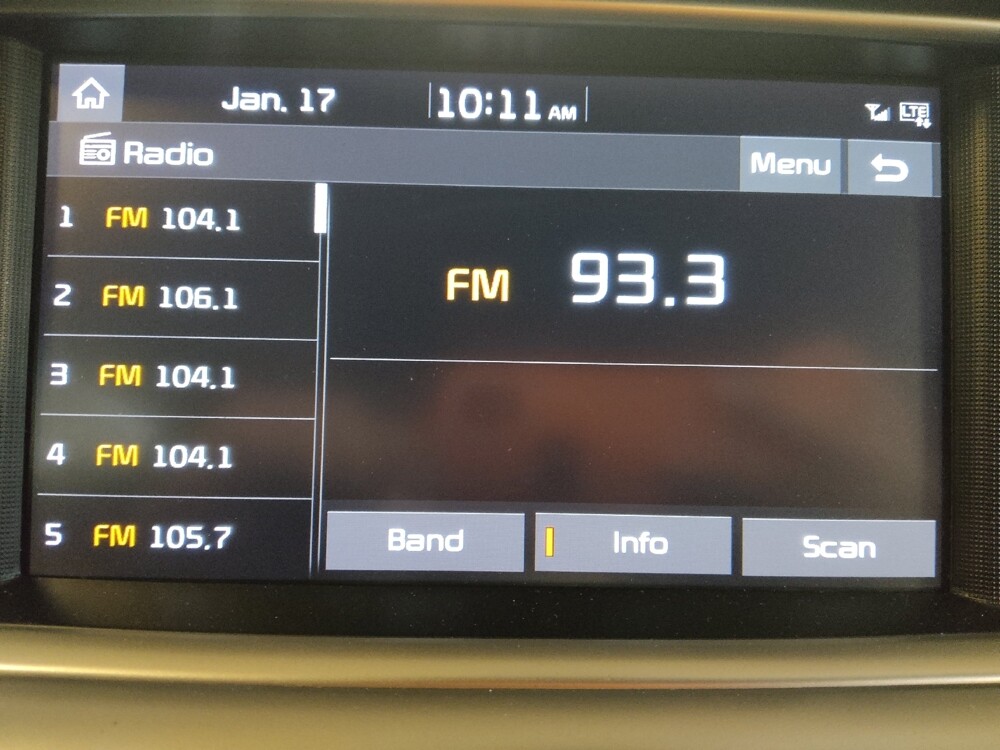 Jan. 17 10:11 AM LTE
Radio Menu
1 FM 104.1
2 FM 106.1
3 FM 104.1
4 FM 104.1
5 FM 105.7
FM 93.3
Band Info Scan